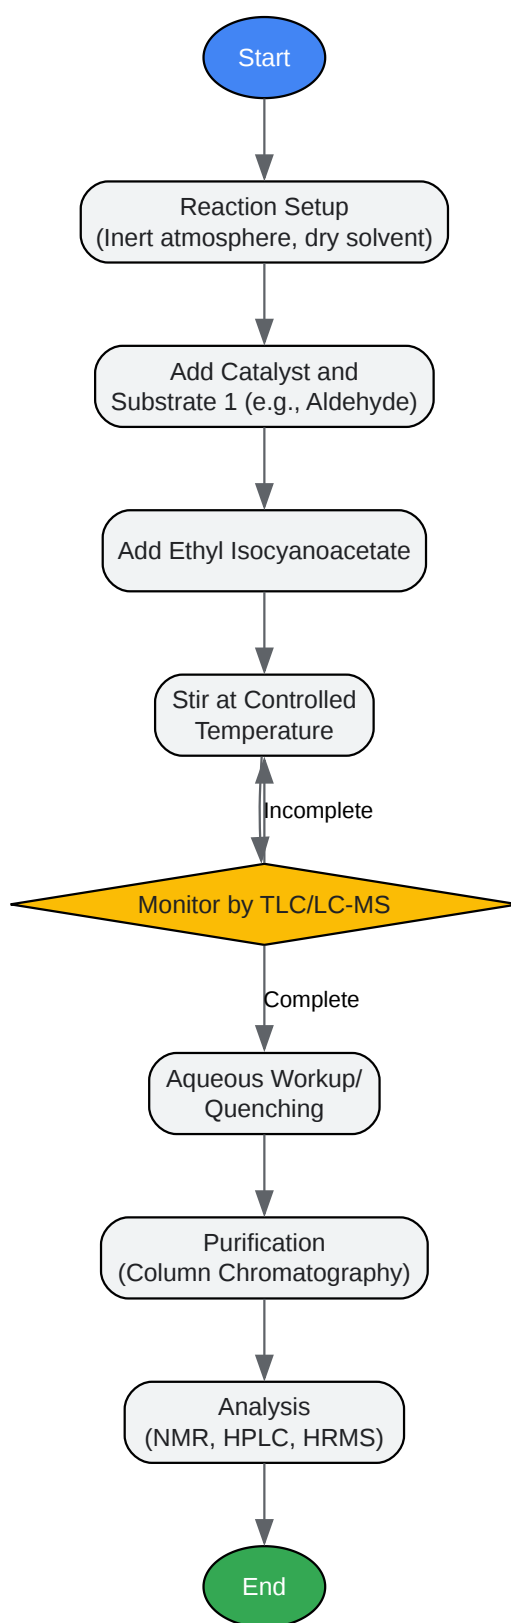 Start
Reaction Setup
(Inert atmosphere, dry solvent)
Add Catalyst and
Substrate 1 (e.g., Aldehyde)
Add Ethyl Isocyanoacetate
Stir at Controlled
Temperature
Incomplete
Monitor by TLC/LC-MS
Complete
Aqueous Workup/
Quenching
Purification
(Column Chromatography)
Analysis
(NMR, HPLC, HRMS)
End